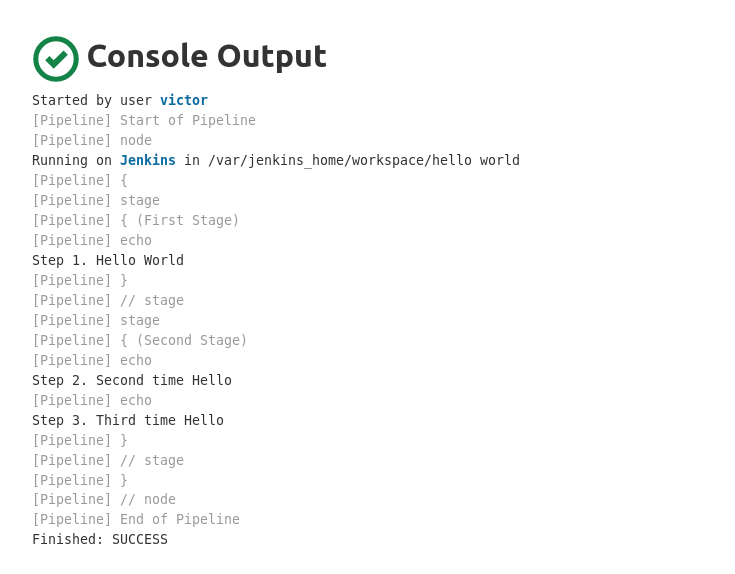 Console Output
Started by user victor
[Pipeline] Start of Pipeline
[Pipeline] node
Running on Jenkins in /var/jenkins_home/workspace/hello world
[Pipeline] {
[Pipeline] stage
[Pipeline] { (First Stage)
[Pipeline] echo
Step 1. Hello World
[Pipeline] }
[Pipeline] // stage
[Pipeline] stage
[Pipeline] { (Second Stage)
[Pipeline] echo
Step 2. Second time Hello
[Pipeline] echo
Step 3. Third time Hello
[Pipeline] }
[Pipeline] // stage
[Pipeline] }
[Pipeline] // node
[Pipeline] End of Pipeline
Finished: SUCCESS